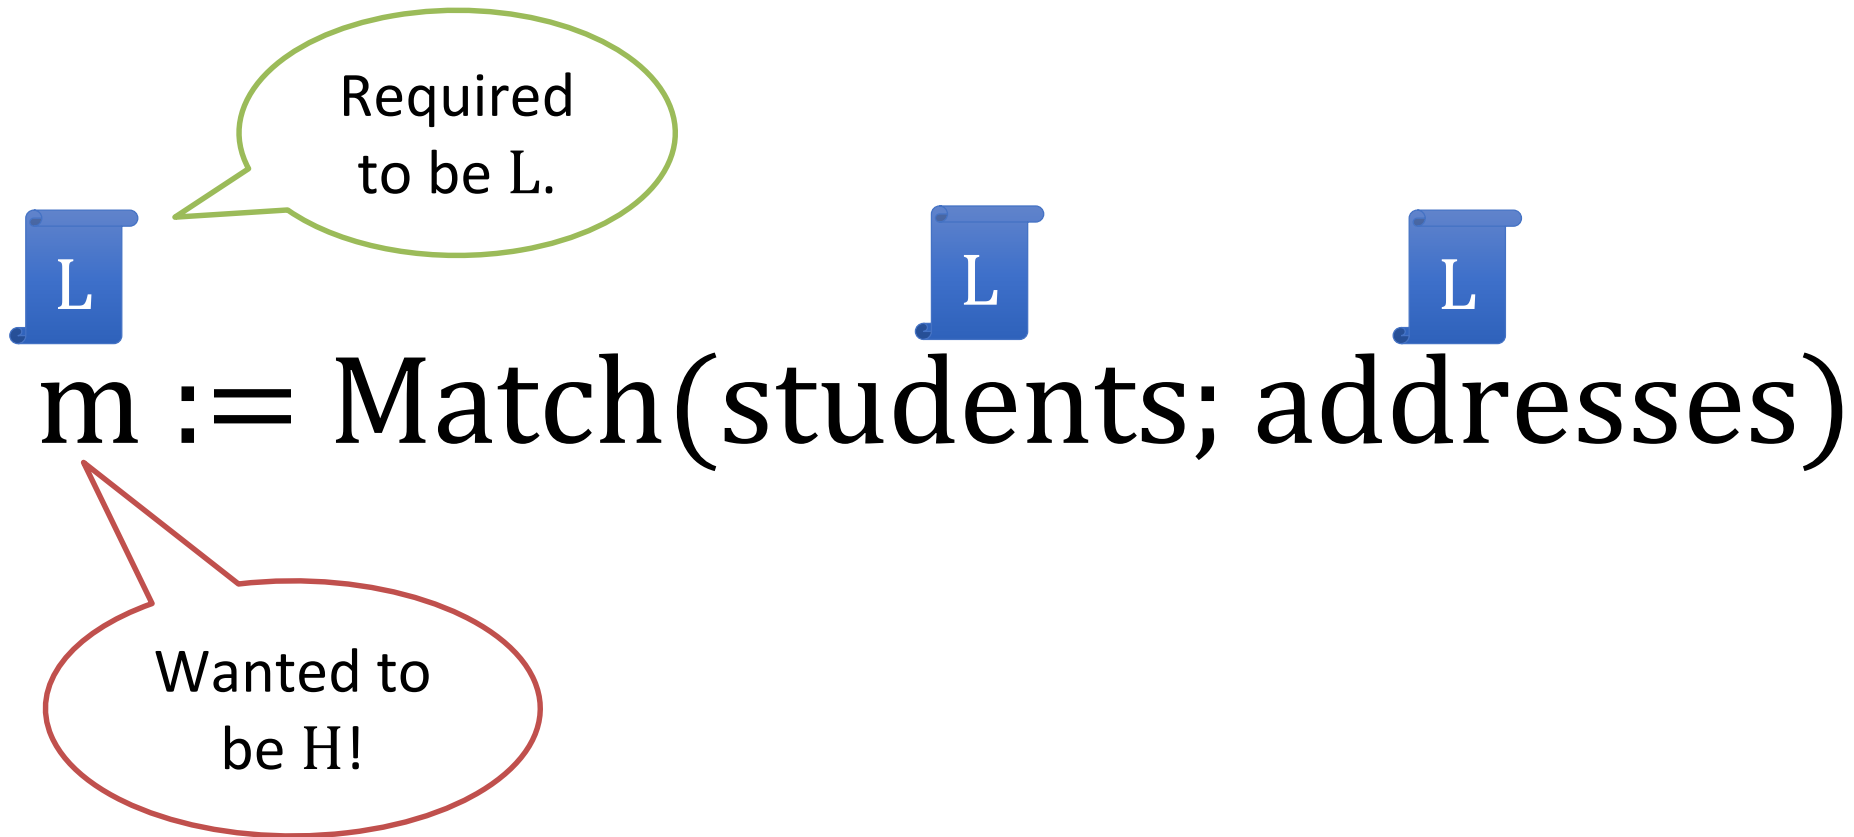 Required
to be L.
L
L
L
m := Match(students; addresses)
Wanted to
be H!